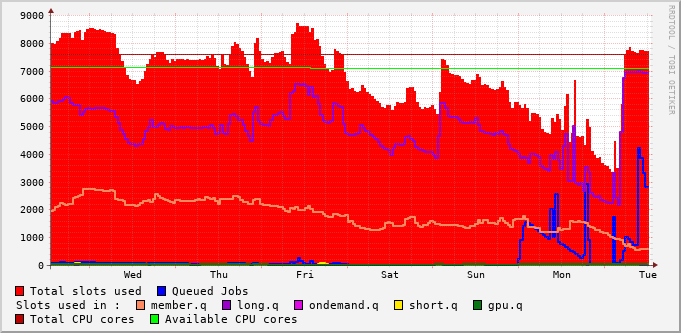 RRDTOOL / TOBI OETIKER
9000
8000
7000
6000
5000
4000
3000
2000
1000
0
Wed Thu Fri Sat Sun Mon Tue
Total slots used Queued Jobs
Slots used in : member.q long.q ondemand.q short.q gpu.q
Total CPU cores Available CPU cores